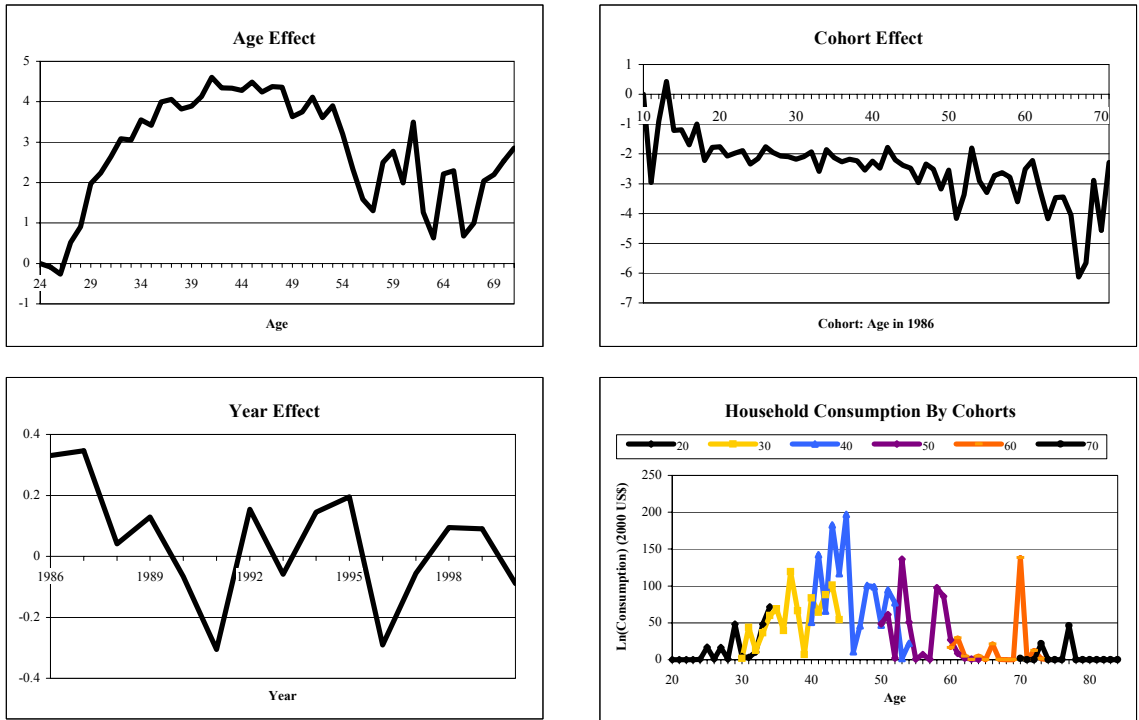 Age Effect
5
4
3
2
1
0
-1
24 29 34 39 44 49 54 59 64 69
Age
Cohort Effect
1
0
-1
-2
-3
-4
-5
-6
-7
10 20 30 40 50 60 70
Cohort: Age in 1986
Year Effect
0.4
0.2
0
-0.2
-0.4
1986 1989 1992 1995 1998
Year
Household Consumption By Cohorts
20 30 40 50 60 70
Ln(Consumption) (2000 US$)
250
200
150
100
50
0
20 30 40 50 60 70 80
Age